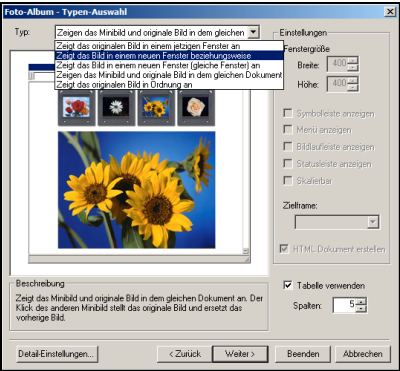 Foto-Album - Typen-Auswahl
Typ:
Zeigen das Minibild und originale Bild in dem gleichen
Zeigt das originalen Bild in einem jetzigen Fenster an
Zeigt das Bild in einem neuen Fenster beziehungsweise
Zeigt das Bild in einem neuen Fenster (gleiche Fenster) an
Zeigen das Minibild und originale Bild in dem gleichen Dokument
Zeigt das originalen Bild in Ordnung an
Einstellungen
Fenstergröße
Breite: 400
Höhe: 400
Symbolleiste anzeigen
Menü anzeigen
Bildlaufleiste anzeigen
Statusleiste anzeigen
Skalierbar
Zielframe:
HTML Dokument erstellen
Beschreibung
Zeigt das Minibild und originale Bild in dem gleichen Dokument an. Der
Klick des anderen Minibild stellt das originale Bild und ersetzt das
vorherige Bild.
Tabelle verwenden
Spalten: 5
Detail-Einstellungen...
< Zurück
Weiter >
Beenden
Abbrechen